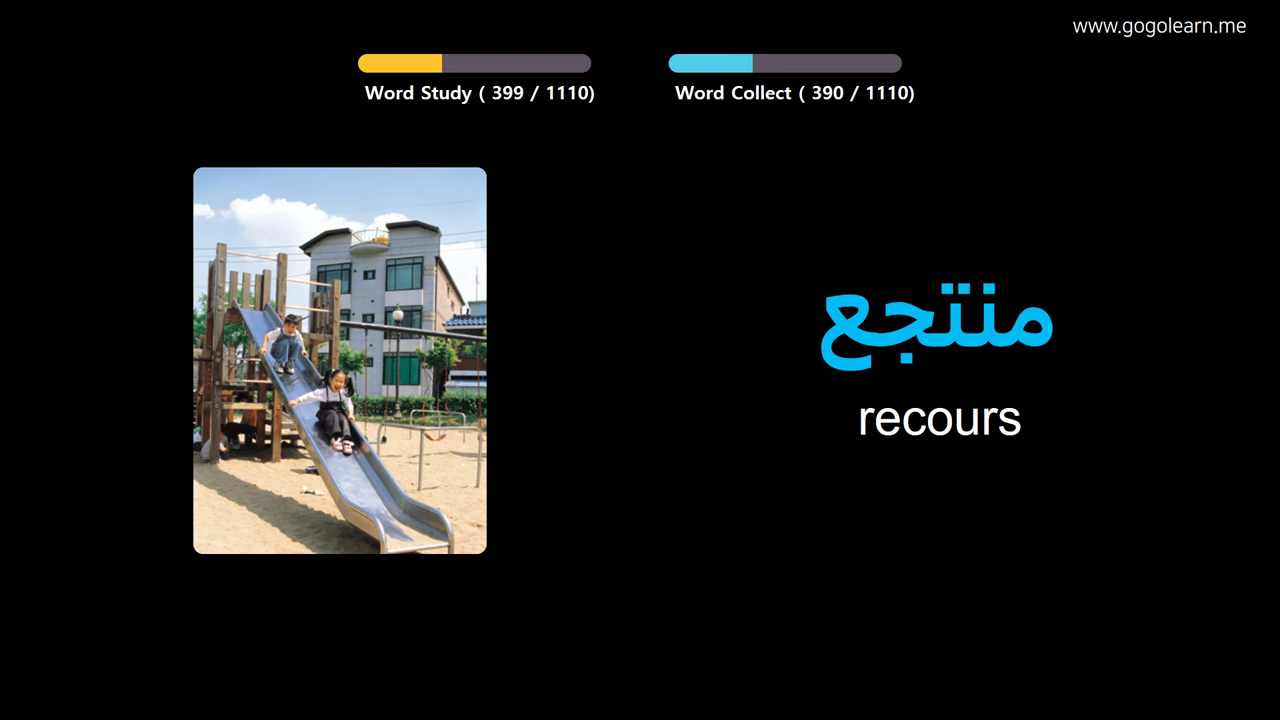 www.gogolearn.me
Word Study ( 399 / 1110)
Word Collect ( 390 / 1110)
منتجع
recours